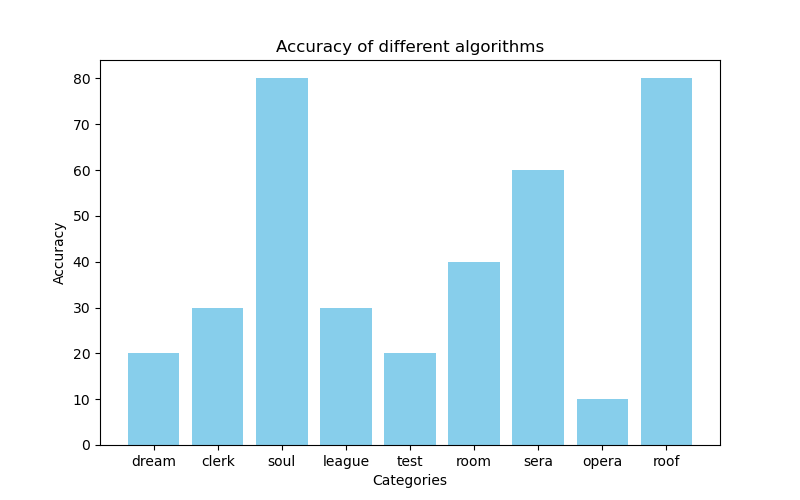 Accuracy of different algorithms
Accuracy
80
70
60
50
40
30
20
10
0
dream clerk soul league test room sera opera roof
Categories